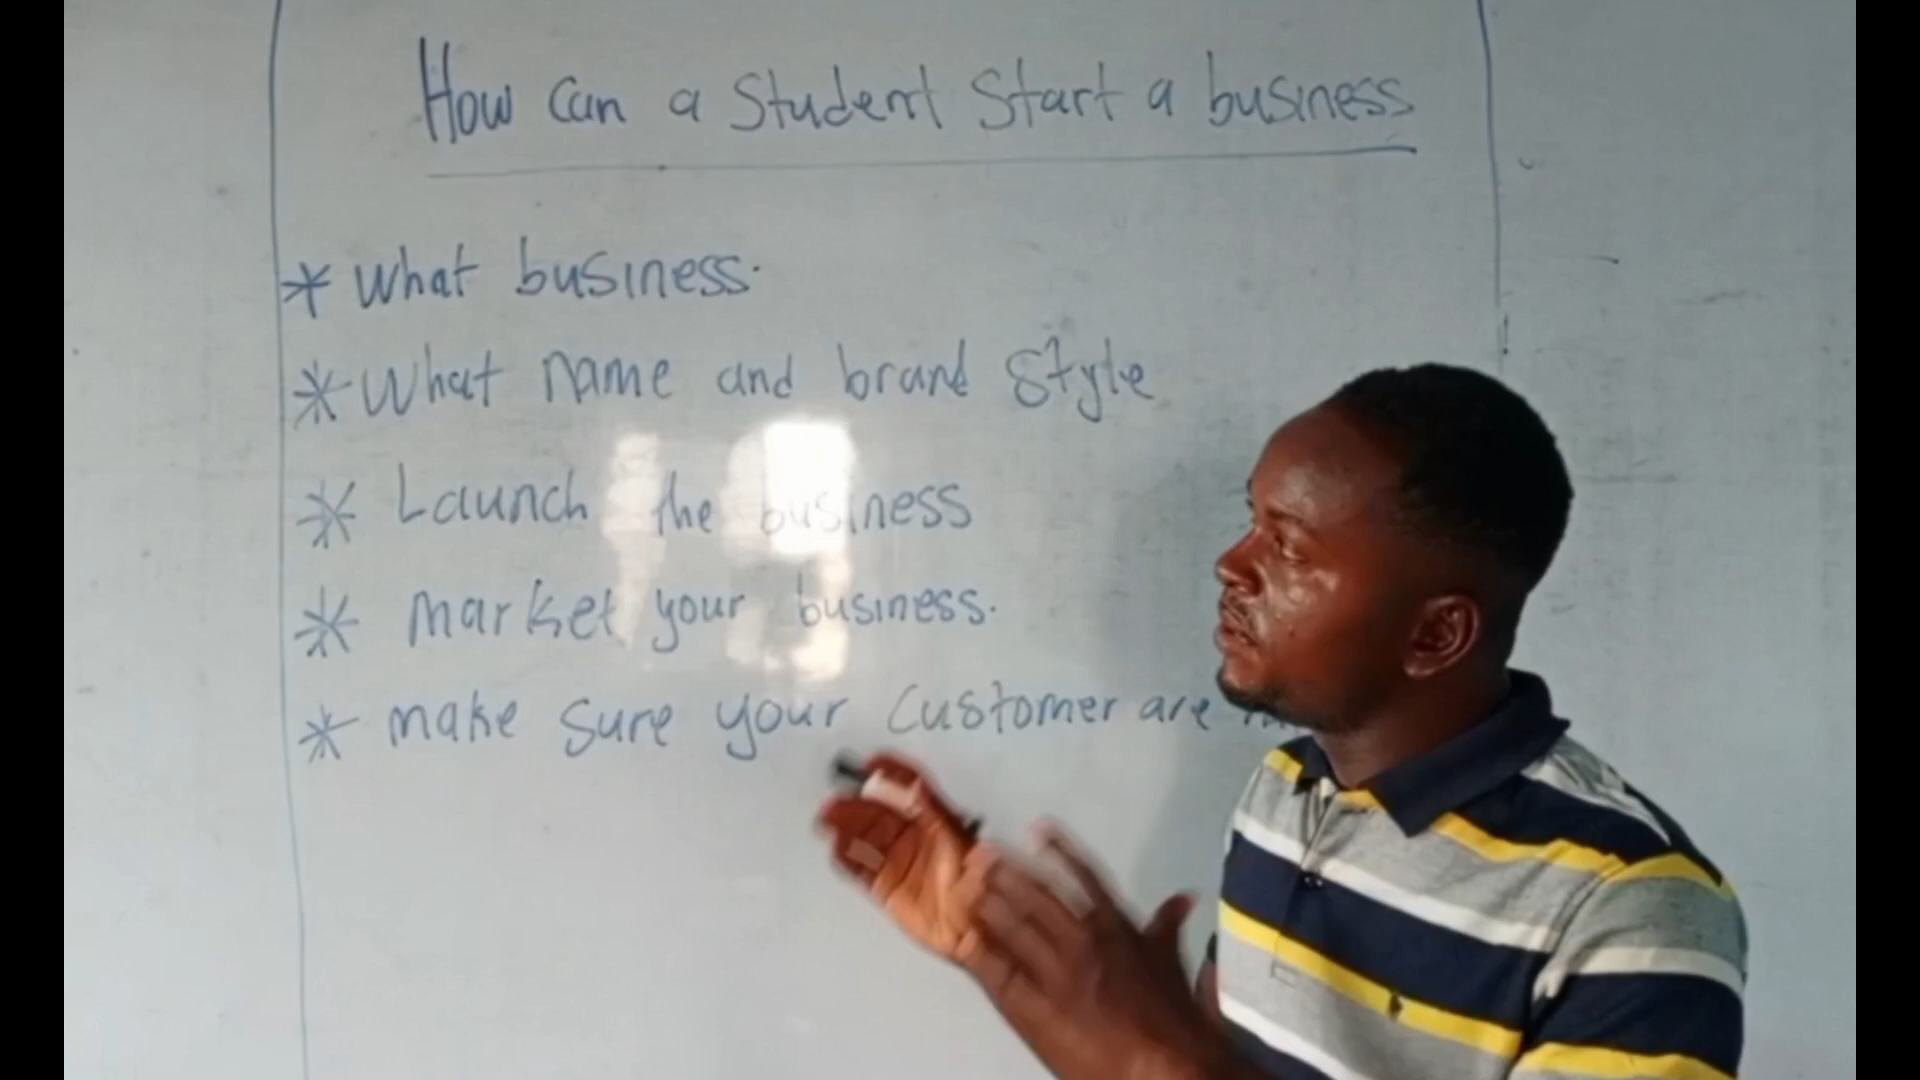 How can a student start a business
* what business.
* what name and brand style
* Launch the business
* market your business.
* make sure your customer are